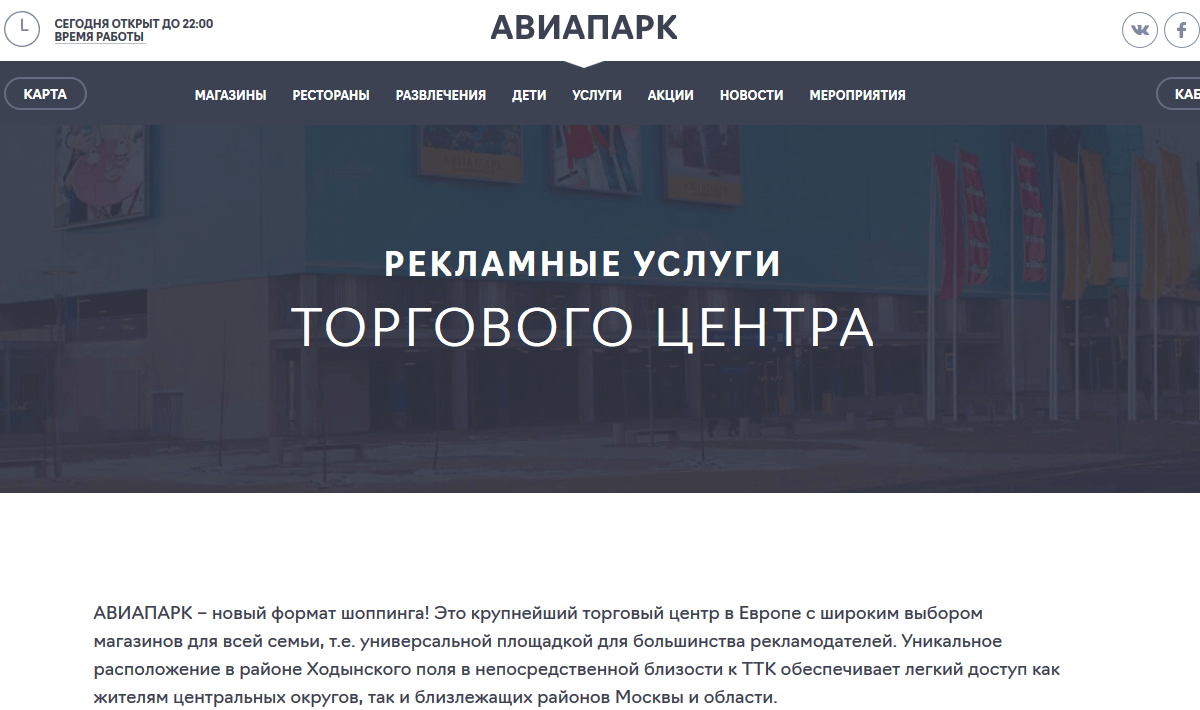 СЕГОДНЯ ОТКРЫТ ДО 22:00
ВРЕМЯ РАБОТЫ
АВИАПАРК
КАРТА
МАГАЗИНЫ РЕСТОРАНЫ РАЗВЛЕЧЕНИЯ ДЕТИ УСЛУГИ АКЦИИ НОВОСТИ МЕРОПРИЯТИЯ
КАБ
РЕКЛАМНЫЕ УСЛУГИ
ТОРГОВОГО ЦЕНТРА
АВИАПАРК – новый формат шоппинга! Это крупнейший торговый центр в Европе с широким выбором
магазинов для всей семьи, т.е. универсальной площадкой для большинства рекламодателей. Уникальное
расположение в районе Ходынского поля в непосредственной близости к ТТК обеспечивает легкий доступ как
жителям центральных округов, так и близлежащих районов Москвы и области.